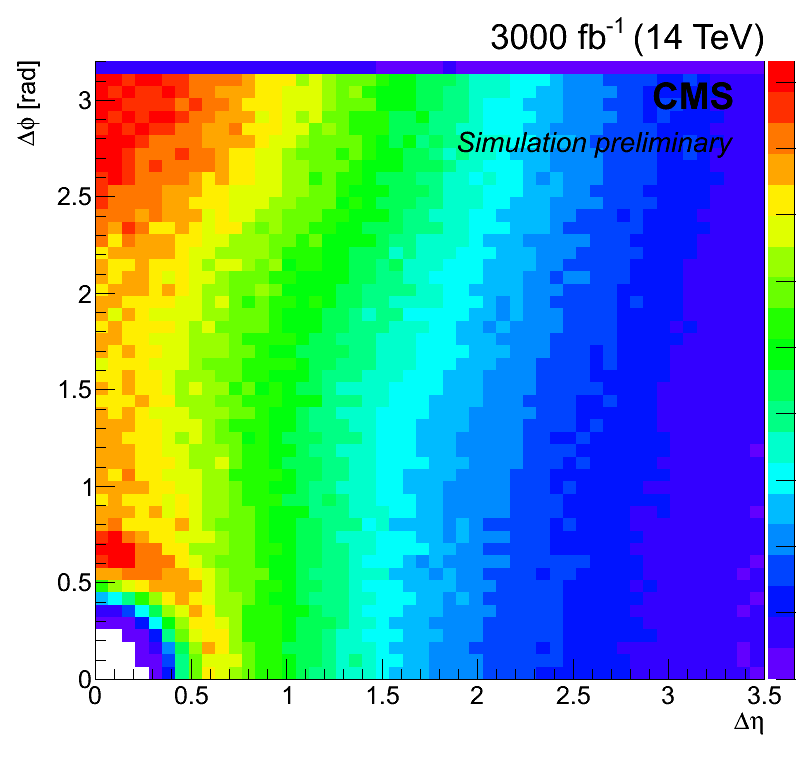 3000 fb-1 (14 TeV)
Δϕ [rad]
CMS
Simulation preliminary
3
2.5
2
1.5
1
0.5
0
0 0.5 1 1.5 2 2.5 3 3.5
Δη